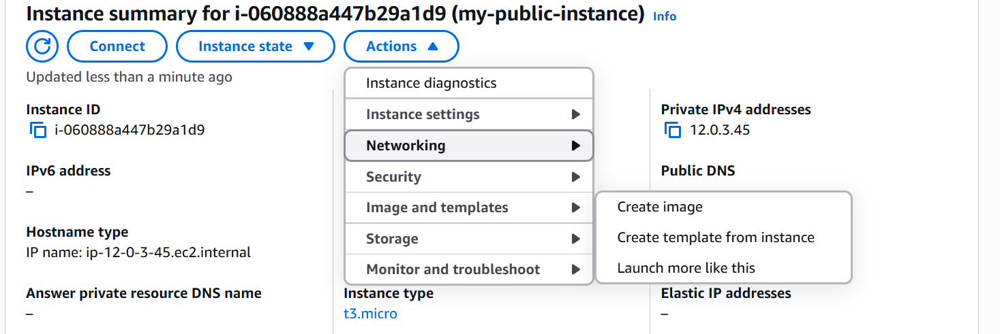 Instance summary for i-060888a447b29a1d9 (my-public-instance) Info
Connect
Instance state
Actions
Updated less than a minute ago
Instance diagnostics
Instance settings
Networking
Security
Image and templates
Storage
Monitor and troubleshoot
Create image
Create template from instance
Launch more like this
Instance ID
i-060888a447b29a1d9
IPv6 address
–
Hostname type
IP name: ip-12-0-3-45.ec2.internal
Answer private resource DNS name
–
Instance type
t3.micro
Private IPv4 addresses
12.0.3.45
Public DNS
Elastic IP addresses
–